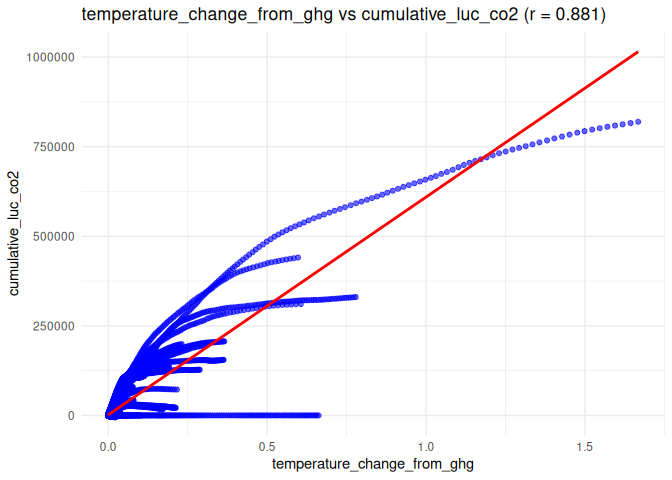 temperature_change_from_ghg vs cumulative_luc_co2 (r = 0.881)
1000000
750000
500000
250000
0
cumulative_luc_co2
0.0 0.5 1.0 1.5
temperature_change_from_ghg